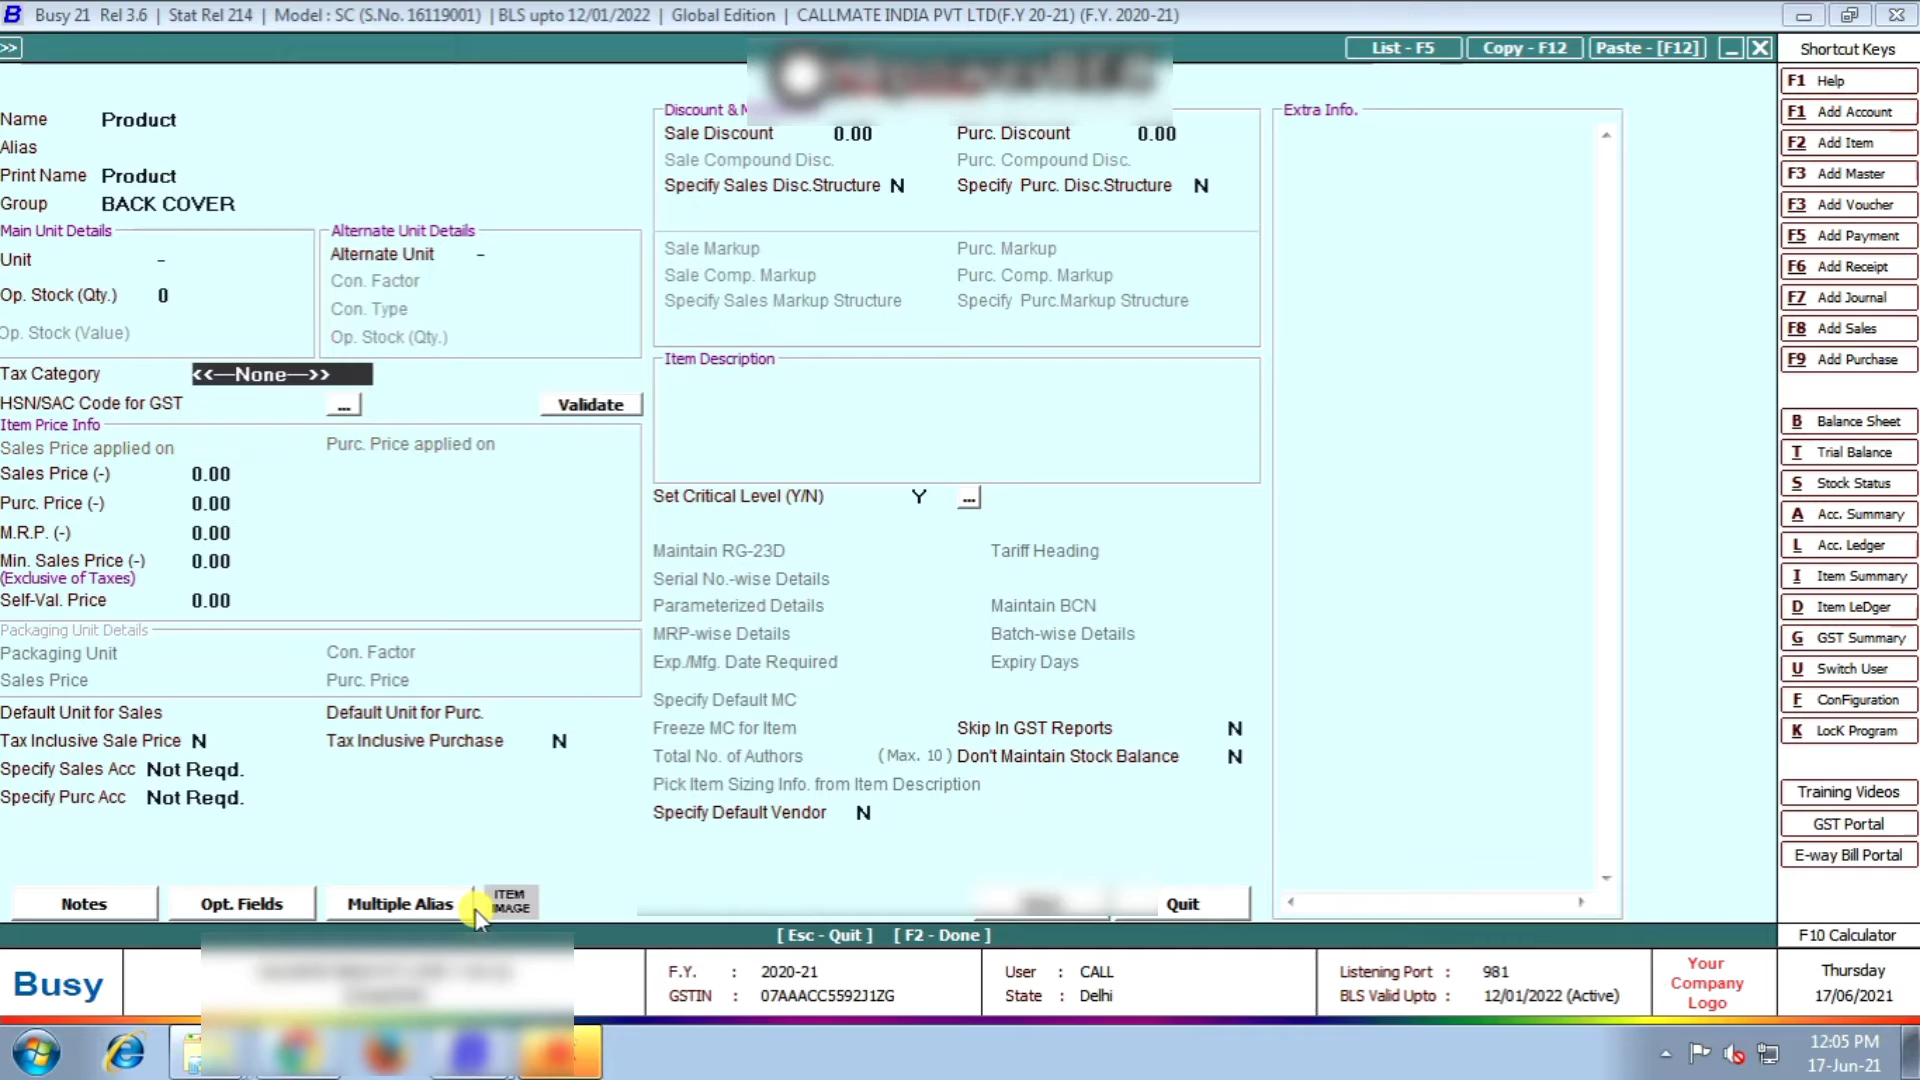 Busy 21 Rel 3.6 | Stat Rel 214 | Model : SC (S.No. 16119001) | BLS upto 12/01/2022 | Global Edition | CALLMATE INDIA PVT LTD(F.Y 20-21) (F.Y. 2020-21)
>> List - F5 Copy - F12 Paste - [F12] Shortcut Keys
Name Product
Alias
Print Name Product
Group BACK COVER
Main Unit Details
Unit -
Op. Stock (Qty.) 0
Op. Stock (Value)
Alternate Unit Details
Alternate Unit -
Con. Factor
Con. Type
Op. Stock (Qty.)
Tax Category <<---None--->>
HSN/SAC Code for GST ... Validate
Item Price Info
Sales Price applied on Purc. Price applied on
Sales Price (-) 0.00
Purc. Price (-) 0.00
M.R.P. (-) 0.00
Min. Sales Price (-) 0.00
(Exclusive of Taxes)
Self-Val. Price 0.00
Packaging Unit Details
Packaging Unit Con. Factor
Sales Price Purc. Price
Default Unit for Sales Default Unit for Purc.
Tax Inclusive Sale Price N Tax Inclusive Purchase N
Specify Sales Acc Not Reqd.
Specify Purc Acc Not Reqd.
Notes Opt. Fields Multiple Alias ITEM IMAGE
Discount &
Sale Discount 0.00 Purc. Discount 0.00
Sale Compound Disc. Purc. Compound Disc.
Specify Sales Disc.Structure N Specify Purc. Disc.Structure N
Sale Markup Purc. Markup
Sale Comp. Markup Purc. Comp. Markup
Specify Sales Markup Structure Specify Purc.Markup Structure
Item Description
Set Critical Level (Y/N) Y ...
Maintain RG-23D Tariff Heading
Serial No.-wise Details
Parameterized Details Maintain BCN
MRP-wise Details Batch-wise Details
Exp./Mfg. Date Required Expiry Days
Specify Default MC
Freeze MC for Item Skip In GST Reports N
Total No. of Authors (Max. 10) Don't Maintain Stock Balance N
Pick Item Sizing Info. from Item Description
Specify Default Vendor N
Quit
Extra Info.
F1 Help
F1 Add Account
F2 Add Item
F3 Add Master
F3 Add Voucher
F5 Add Payment
F6 Add Receipt
F7 Add Journal
F8 Add Sales
F9 Add Purchase
B Balance Sheet
T Trial Balance
S Stock Status
A Acc. Summary
L Acc. Ledger
I Item Summary
D Item LeDger
G GST Summary
U Switch User
F ConFiguration
K LocK Program
Training Videos
GST Portal
E-way Bill Portal
[ Esc - Quit ] [ F2 - Done ] F10 Calculator
Busy
F.Y. : 2020-21
GSTIN : 07AAACC5592J1ZG
User : CALL
State : Delhi
Listening Port : 981
BLS Valid Upto : 12/01/2022 (Active)
Your
Company
Logo
Thursday
17/06/2021
12:05 PM
17-Jun-21